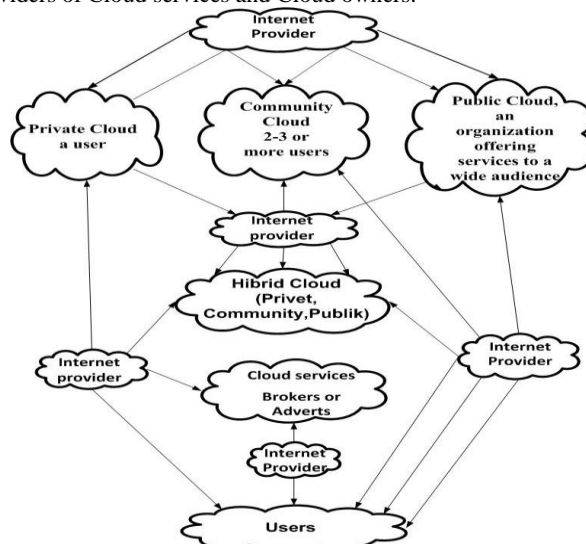 viders of Cloud services and Cloud owners.
Internet
Provider
Private Cloud
a user
Community
Cloud
2-3 or
more users
Public Cloud,
an
organization
offering
services to a
wide audience
Internet
provider
Hibrid Cloud
(Privet,
Community,Publik)
Internet
provider
Internet
Provider
Cloud services
Brokers or
Adverts
Internet
Provider
Users